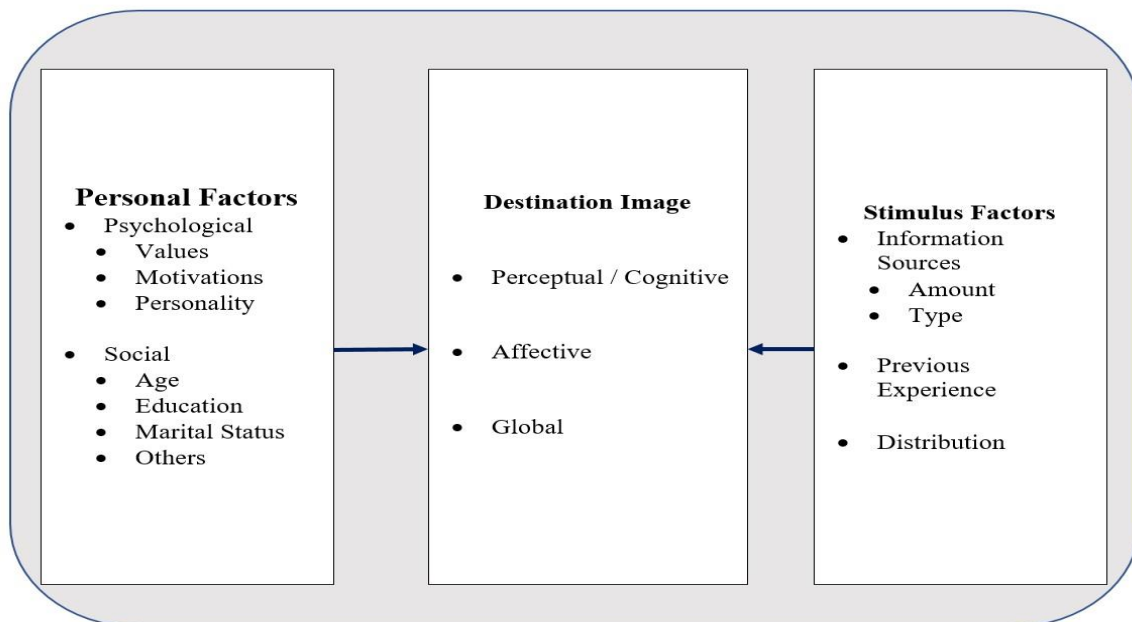 Personal Factors
• Psychological
• Values
• Motivations
• Personality
• Social
• Age
• Education
• Marital Status
• Others
Destination Image
• Perceptual / Cognitive
• Affective
• Global
Stimulus Factors
• Information
Sources
• Amount
• Type
• Previous
Experience
• Distribution